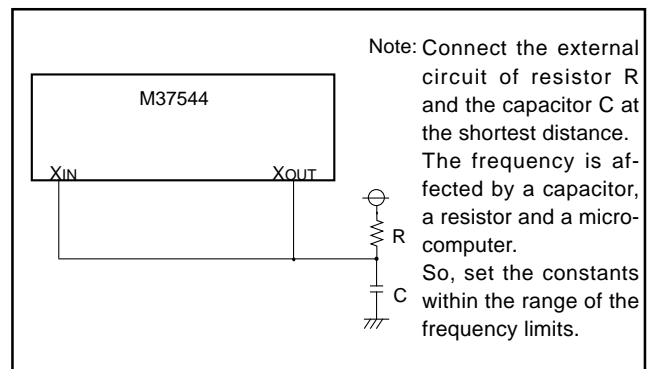 M37544
XIN
XOUT
R
C
Note: Connect the external
circuit of resistor R
and the capacitor C at
the shortest distance.
The frequency is af-
fected by a capacitor,
a resistor and a micro-
computer.
So, set the constants
within the range of the
frequency limits.